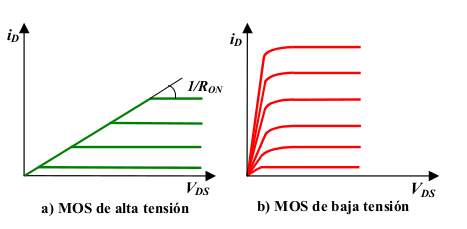 iD
1/RON
VDS
a) MOS de alta tensión
iD
VDS
b) MOS de baja tensión